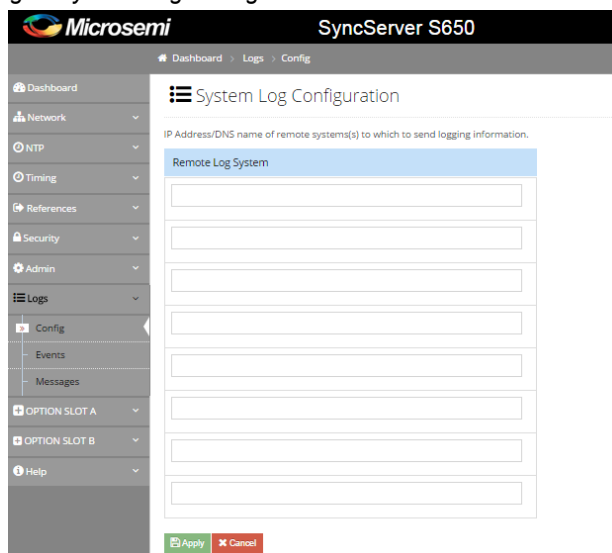 Microsemi
SyncServer S650
Dashboard > Logs > Config
Dashboard
Network
NTP
Timing
References
Security
Admin
Logs
Config
Events
Messages
OPTION SLOT A
OPTION SLOT B
Help
System Log Configuration
IP Address/DNS name of remote systems(s) to which to send logging information.
Remote Log System
Apply
Cancel